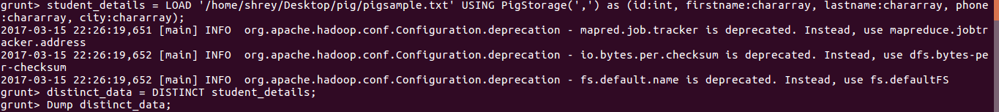 grunt> student_details = LOAD '/home/shrey/Desktop/pig/pigsample.txt' USING PigStorage(',') as (id:int, firstname:chararray, lastname:chararray, phone
:chararray, city:chararray);
2017-03-15 22:26:19,651 [main] INFO  org.apache.hadoop.conf.Configuration.deprecation - mapred.job.tracker is deprecated. Instead, use mapreduce.jobtr
acker.address
2017-03-15 22:26:19,652 [main] INFO  org.apache.hadoop.conf.Configuration.deprecation - io.bytes.per.checksum is deprecated. Instead, use dfs.bytes-pe
r-checksum
2017-03-15 22:26:19,652 [main] INFO  org.apache.hadoop.conf.Configuration.deprecation - fs.default.name is deprecated. Instead, use fs.defaultFS
grunt> distinct_data = DISTINCT student_details;
grunt> Dump distinct_data;